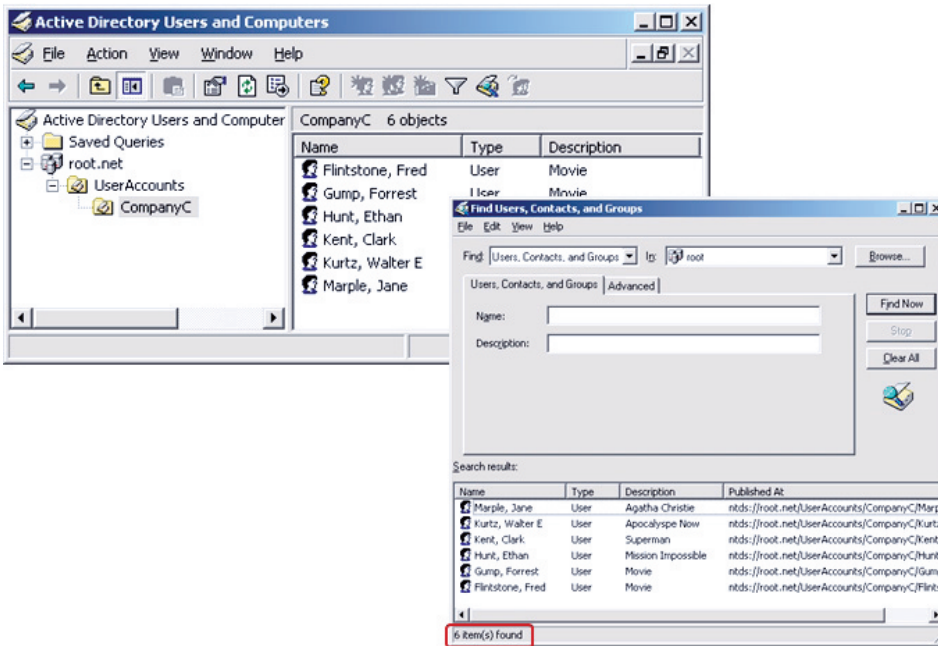 Active Directory Users and Computers
File Action View Window Help
Active Directory Users and Computer
Saved Queries
root.net
UserAccounts
CompanyC
CompanyC 6 objects
Name Type Description
Flintstone, Fred User Movie
Gump, Forrest User Movie
Hunt, Ethan
Kent, Clark
Kurtz, Walter E
Marple, Jane
Find Users, Contacts, and Groups
File Edit View Help
Find: Users, Contacts, and Groups In: root Browse...
Users, Contacts, and Groups Advanced
Name:
Description:
Find Now
Stop
Clear All
Search results:
Name Type Description Published At
Marple, Jane User Agatha Christie ntds://root.net/UserAccounts/CompanyC/Marp
Kurtz, Walter E User Apocalyspe Now ntds://root.net/UserAccounts/CompanyC/Kurt
Kent, Clark User Superman ntds://root.net/UserAccounts/CompanyC/Kent
Hunt, Ethan User Mission Impossible ntds://root.net/UserAccounts/CompanyC/Hunt
Gump, Forrest User Movie ntds://root.net/UserAccounts/CompanyC/Gum
Flintstone, Fred User Movie ntds://root.net/UserAccounts/CompanyC/Flint
6 item(s) found